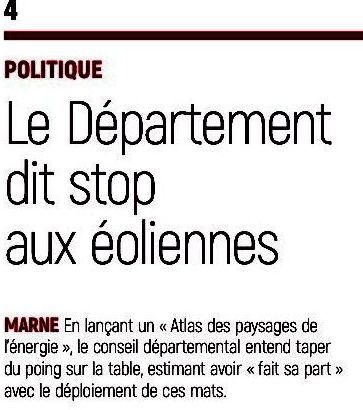 4
POLITIQUE
Le Département
dit stop
aux éoliennes
MARNE En lançant un « Atlas des paysages de
l'énergie », le conseil départemental entend taper
du poing sur la table, estimant avoir « fait sa part »
avec le déploiement de ces mats.